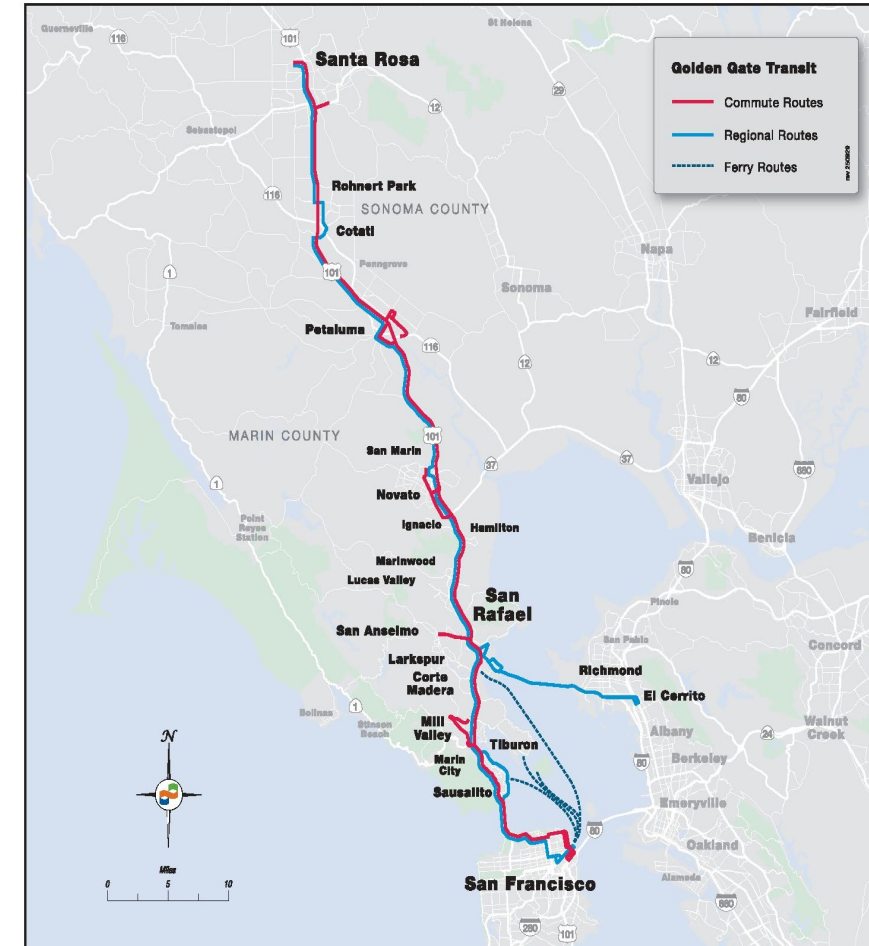 Guerneville
116
101
St Helena
29
Santa Rosa
12
Sebastopol
Golden Gate Transit
Commute Routes
Regional Routes
Ferry Routes
Rohnert Park
116
SONOMA COUNTY
Cotati
Napa
1
101
Penngrove
Sonoma
Fairfield
Tomales
Petaluma
116
12
12
80
MARIN COUNTY
101
San Marin
37
37
680
1
Novato
Vallejo
Point
Reyes
Station
Ignacio
Hamilton
Benicia
Marinwood
Lucas Valley
80
San
Rafael
Pinole
San Anselmo
San Pablo
Concord
Larkspur
Corte
Madera
Richmond
El Cerrito
Bolinas
1
Stinson
Beach
Mill
Valley
Albany
24
Walnut
Creek
N
Tiburon
Marin
City
80
Berkeley
Sausalito
Emeryville
80
Oakland
Miles
0 5 10
San Francisco
Alameda
880
280
101